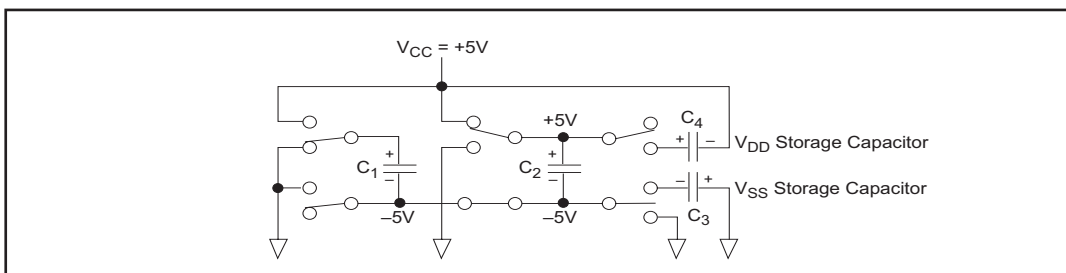 V_CC = +5V
+5V
C_4
+
–
V_DD Storage Capacitor
+
C_1
–
+
C_2
–
–
+
V_SS Storage Capacitor
C_3
–5V
–5V